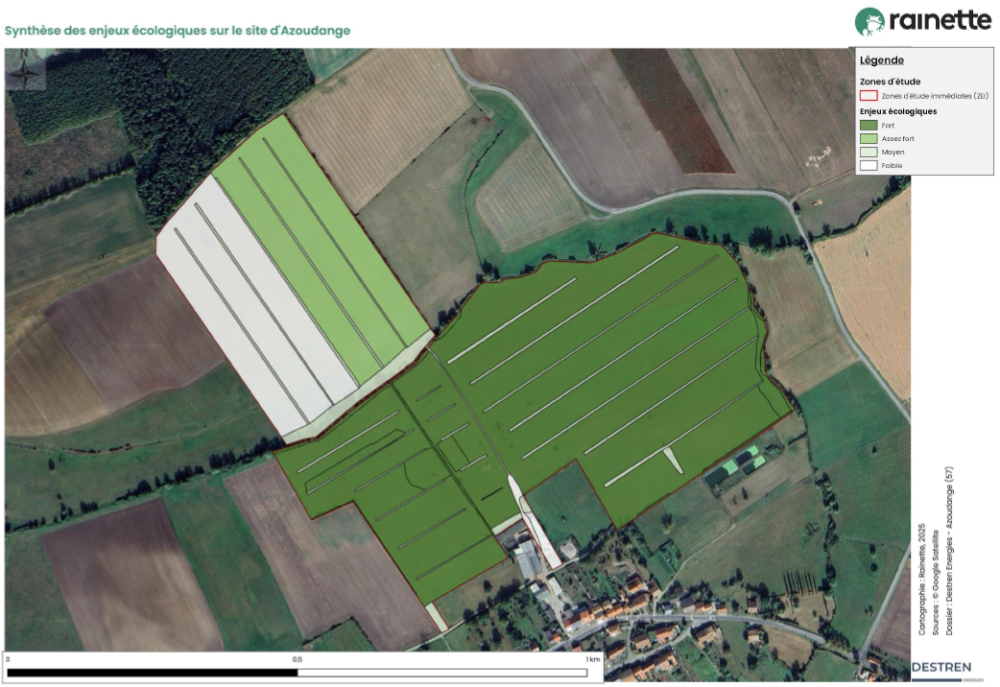 Synthèse des enjeux écologiques sur le site d'Azoudange
rainette
Légende
Zones d'étude
Zones d'étude immédiates (ZEI)
Enjeux écologiques
Fort
Assez fort
Moyen
Faible
Cartographie : Rainette, 2025
Sources : © Google Satellite
Dossier : Destren Energies - Azoudange (57)
0 0,5 1 km
DESTREN
ENERGIES